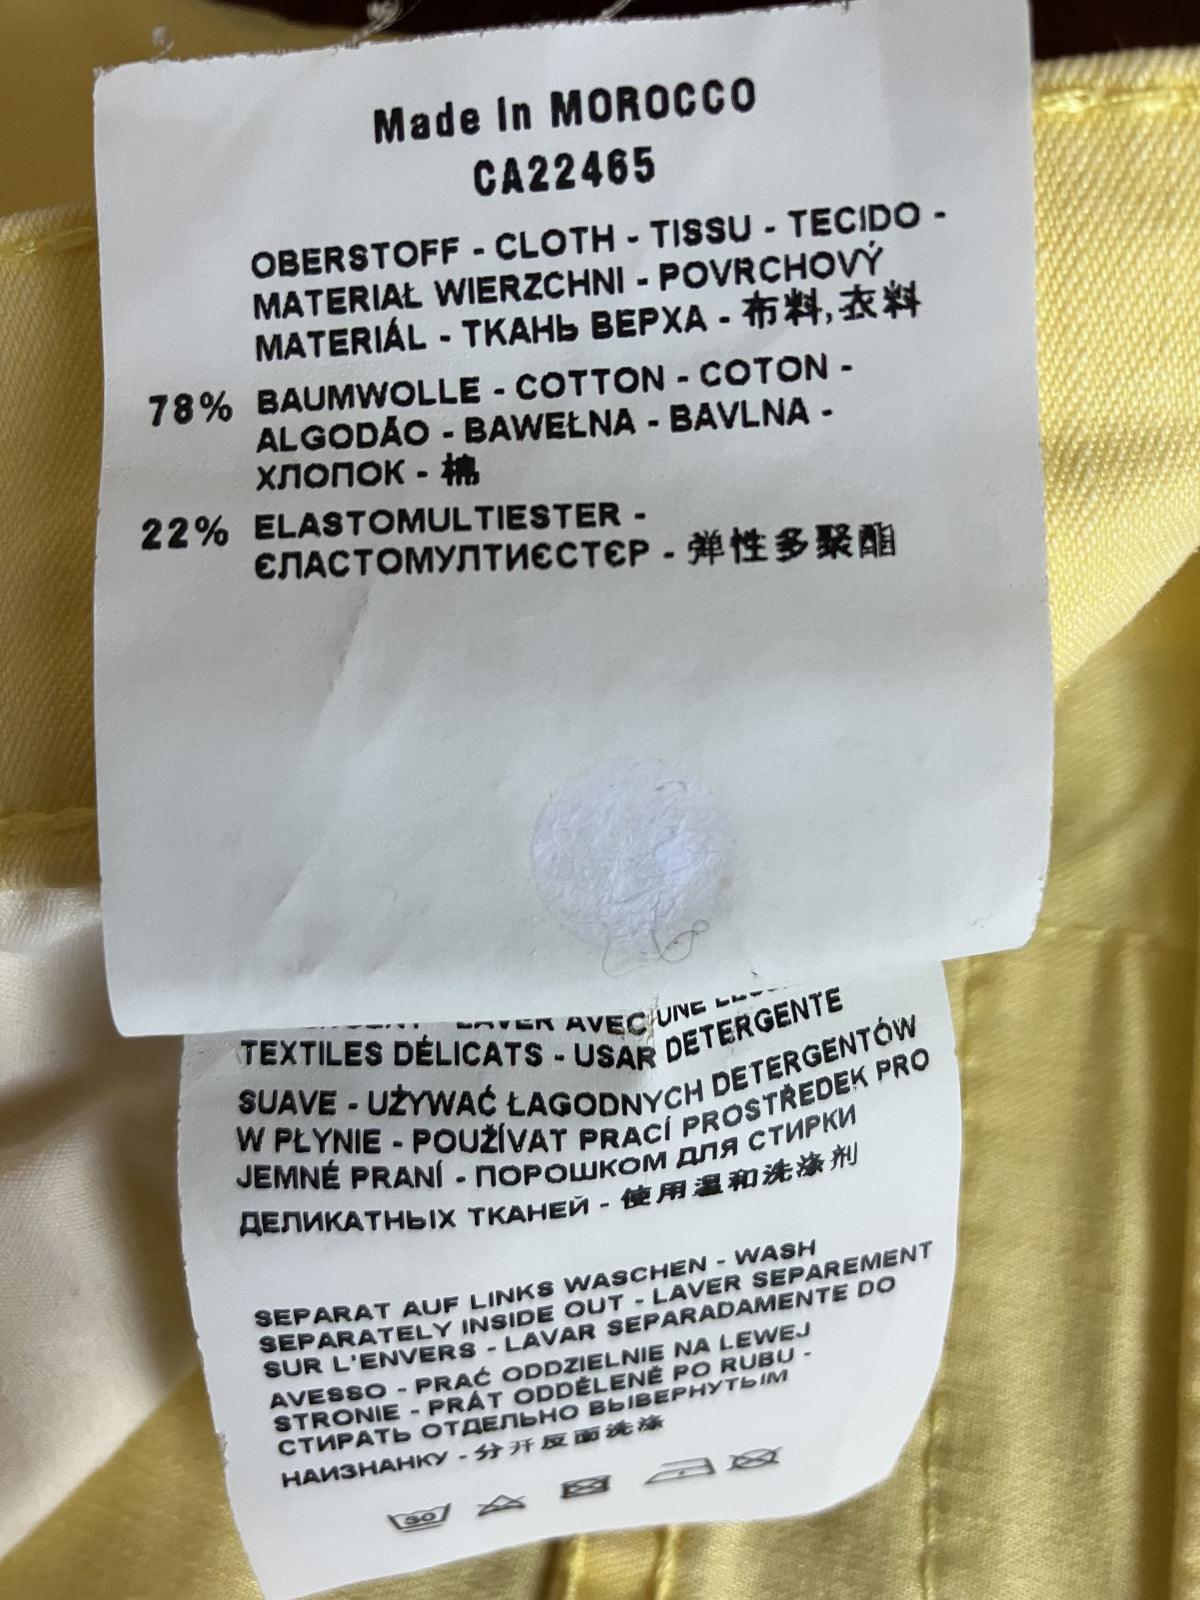 Made In MOROCCO
CA22465
OBERSTOFF - CLOTH - TISSU - TECIDO -
MATERIAŁ WIERZCHNI - POVRCHOVÝ
MATERIÁL - ТКАНЬ ВЕРХА - 布料,衣料
78% BAUMWOLLE - COTTON - COTON -
ALGODÃO - BAWEŁNA - BAVLNA -
ХЛОПОК - 棉
22% ELASTOMULTIESTER -
ЄЛАСТОМУЛТИЄСТЄР - 弹性多聚酯
LAVER AVEC UNE
TEXTILES DÉLICATS - USAR DETERGENTE
SUAVE - UŻYWAĆ ŁAGODNYCH DETERGENTÓW
W PŁYNIE - POUŽÍVAT PRACÍ PROSTŘEDEK PRO
JEMNÉ PRANÍ - ПОРОШКОМ ДЛЯ СТИРКИ
ДЕЛИКАТНЫХ ТКАНЕЙ - 使用温和洗涤剂
SEPARAT AUF LINKS WASCHEN - WASH
SEPARATELY INSIDE OUT - LAVER SEPAREMENT
SUR L'ENVERS - LAVAR SEPARADAMENTE DO
AVESSO - PRAĆ ODDZIELNIE NA LEWEJ
STRONIE - PRÁT ODDĚLENĚ PO RUBU -
СТИРАТЬ ОТДЕЛЬНО ВЫВЕРНУТЫМ
НАИЗНАНКУ - 分开反面洗涤
30